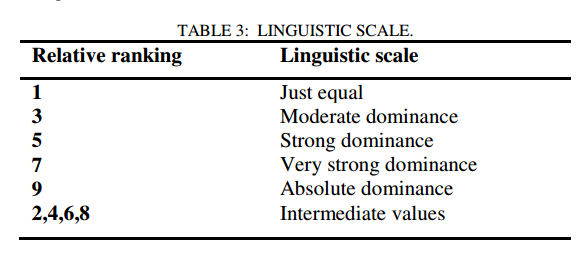 TABLE 3: LINGUISTIC SCALE.
Relative ranking Linguistic scale
1 Just equal
3 Moderate dominance
5 Strong dominance
7 Very strong dominance
9 Absolute dominance
2,4,6,8 Intermediate values